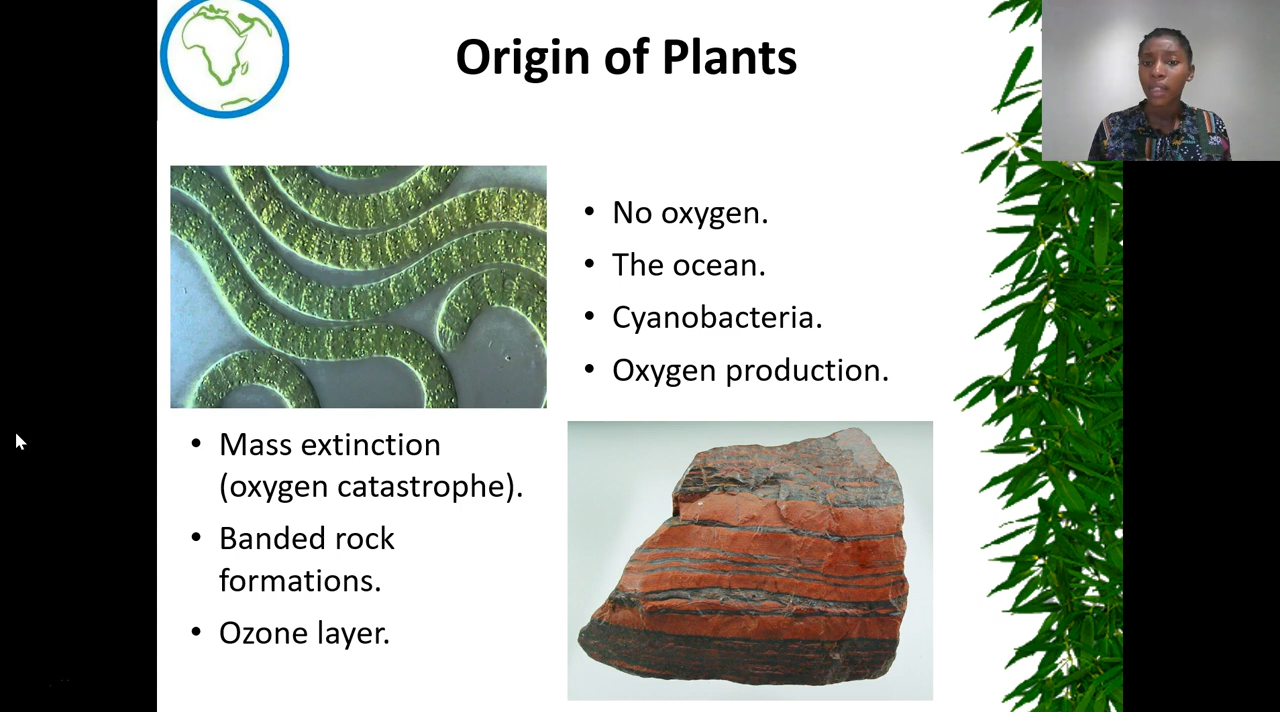 Origin of Plants
• No oxygen.
• The ocean.
• Cyanobacteria.
• Oxygen production.
• Mass extinction
(oxygen catastrophe).
• Banded rock
formations.
• Ozone layer.